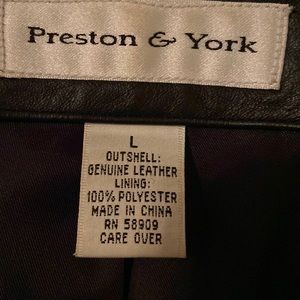 Preston & York
L
OUTSHELL:
GENUINE LEATHER
LINING:
100% POLYESTER
MADE IN CHINA
RN 58909
CARE OVER